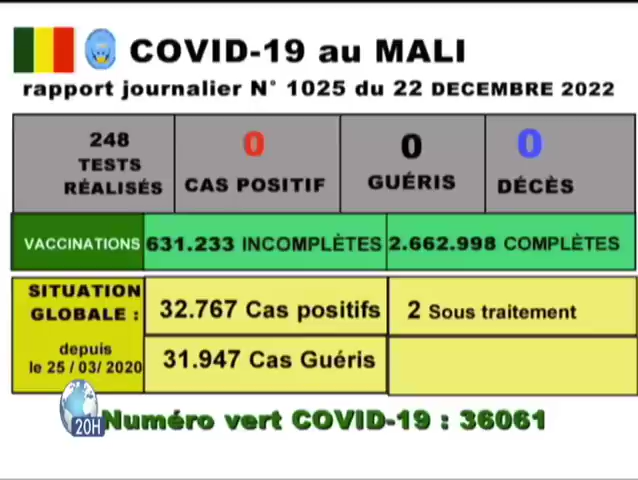 COVID-19 au MALI
rapport journalier N° 1025 du 22 DECEMBRE 2022
248
TESTS
RÉALISÉS
0
CAS POSITIF
0
GUÉRIS
0
DÉCÈS
VACCINATIONS
631.233 INCOMPLÈTES
2.662.998 COMPLÈTES
SITUATION
GLOBALE :
depuis
le 25 / 03/ 2020
32.767 Cas positifs
2 Sous traitement
31.947 Cas Guéris
20H
Numéro vert COVID-19 : 36061